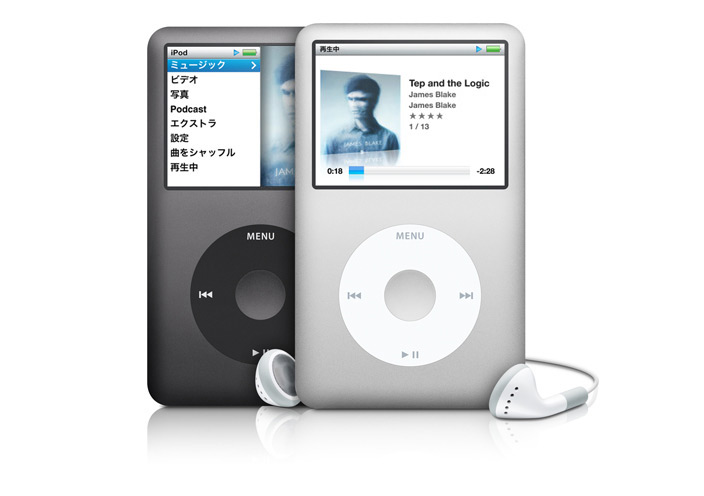 iPod
ミュージック
ビデオ
写真
Podcast
エクストラ
設定
曲をシャッフル
再生中
MENU
再生中
Tep and the Logic
James Blake
James Blake
★★★★
1 / 13
JAMES BLAKE
0:18 -2:28
MENU